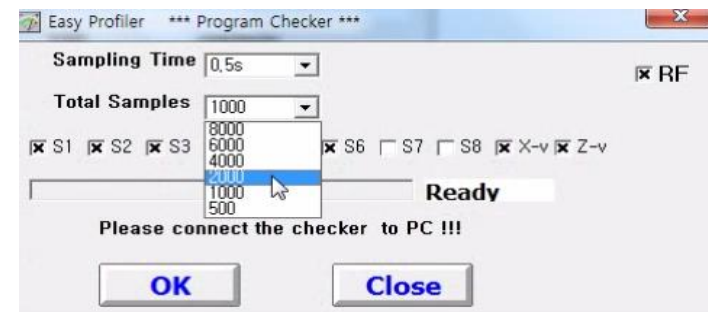 Easy Profiler *** Program Checker ***
Sampling Time 0,5s
RF
Total Samples 1000
8000
S1 S2 S3 6000 S6 S7 S8 X-v Z-v
4000
2000
1000
Ready
500
Please connect the checker to PC !!!
OK Close